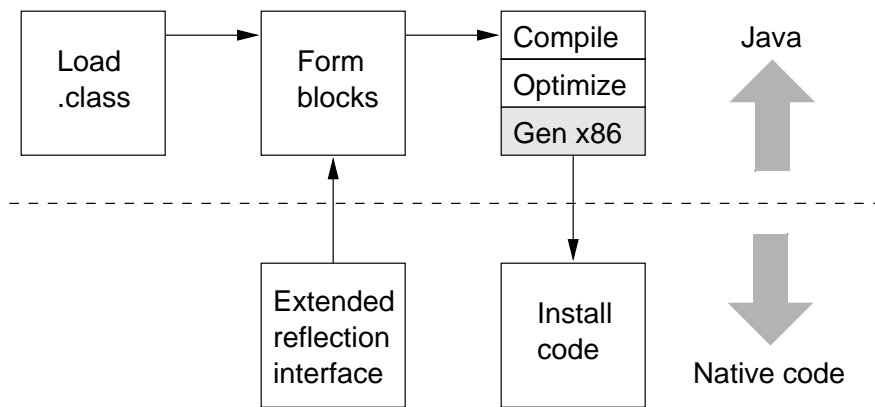 Load
.class
Form
blocks
Compile
Optimize
Gen x86
Java
Extended
reflection
interface
Install
code
Native code